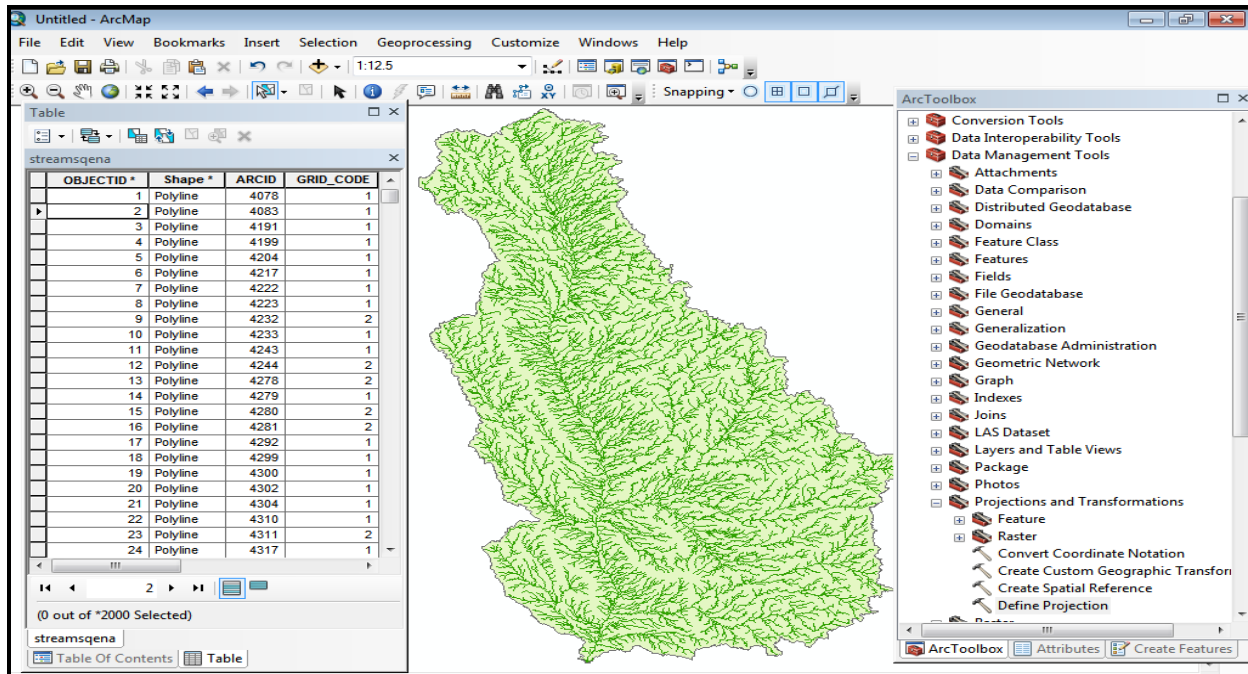 Untitled - ArcMap
File Edit View Bookmarks Insert Selection Geoprocessing Customize Windows Help
1:12.5
Snapping
Table
streamsqena
OBJECTID * Shape * ARCID GRID_CODE
1 Polyline 4078 1
2 Polyline 4083 1
3 Polyline 4191 1
4 Polyline 4199 1
5 Polyline 4204 1
6 Polyline 4217 1
7 Polyline 4222 1
8 Polyline 4223 1
9 Polyline 4232 2
10 Polyline 4233 1
11 Polyline 4243 1
12 Polyline 4244 2
13 Polyline 4278 2
14 Polyline 4279 1
15 Polyline 4280 2
16 Polyline 4281 2
17 Polyline 4292 1
18 Polyline 4299 1
19 Polyline 4300 1
20 Polyline 4302 1
21 Polyline 4304 1
22 Polyline 4310 1
23 Polyline 4311 2
24 Polyline 4317 1
2
(0 out of *2000 Selected)
streamsqena
Table Of Contents Table
ArcToolbox
Conversion Tools
Data Interoperability Tools
Data Management Tools
Attachments
Data Comparison
Distributed Geodatabase
Domains
Feature Class
Features
Fields
File Geodatabase
General
Generalization
Geodatabase Administration
Geometric Network
Graph
Indexes
Joins
LAS Dataset
Layers and Table Views
Package
Photos
Projections and Transformations
Feature
Raster
Convert Coordinate Notation
Create Custom Geographic Transfor
Create Spatial Reference
Define Projection
ArcToolbox Attributes Create Features